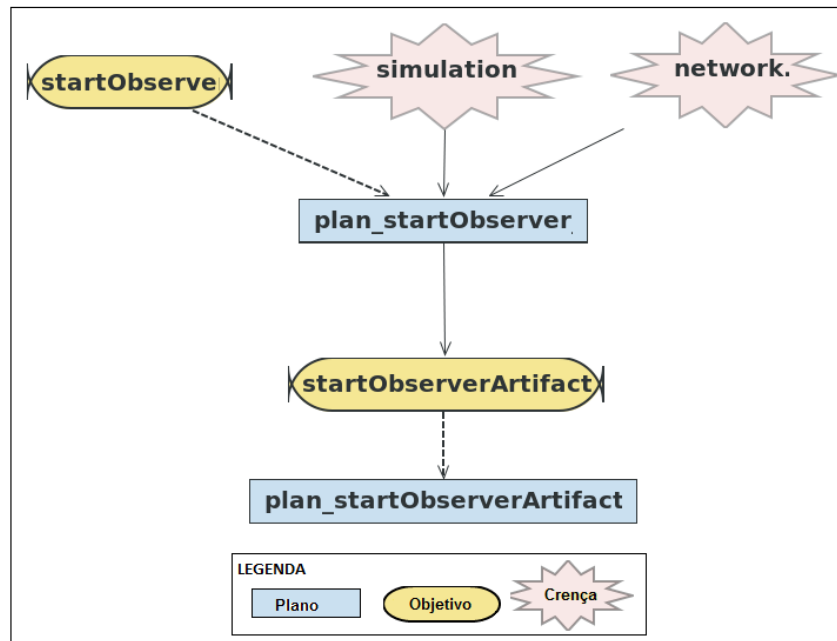 startObserve
simulation
network.
plan_startObserver
startObserverArtifact
plan_startObserverArtifact
LEGENDA
Plano
Objetivo
Crença